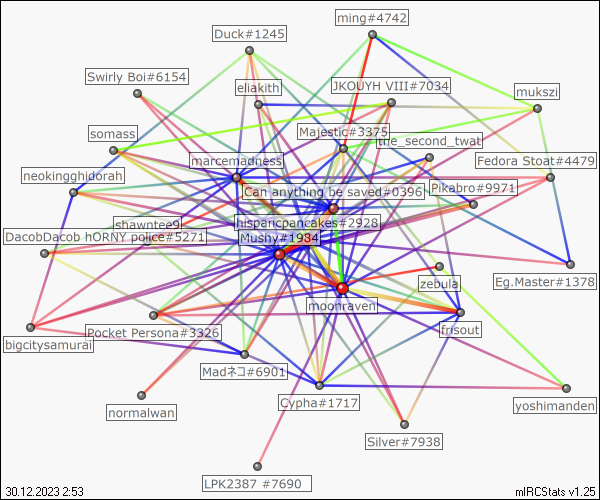 ming#4742
Duck#1245
Swirly Boi#6154
JKOUYH VIII#7034
eliakith
mukszi
somass
Majestic#3375
the_second_twat
marcemadness
Fedora Stoat#4479
neokingghidorah
Can anything be saved#0396
Pikabro#9971
shawntee9
hispanicpancakes#2928
DacobDacob hORNY police#5271
Mushy#1934
Eg.Master#1378
zebula
moonraven
Pocket Persona#3326
frisout
bigcitysamurai
Madネコ#6901
Cypha#1717
normalwan
yoshimanden
Silver#7938
LPK2387 #7690
30.12.2023 2:53
mIRCStats v1.25